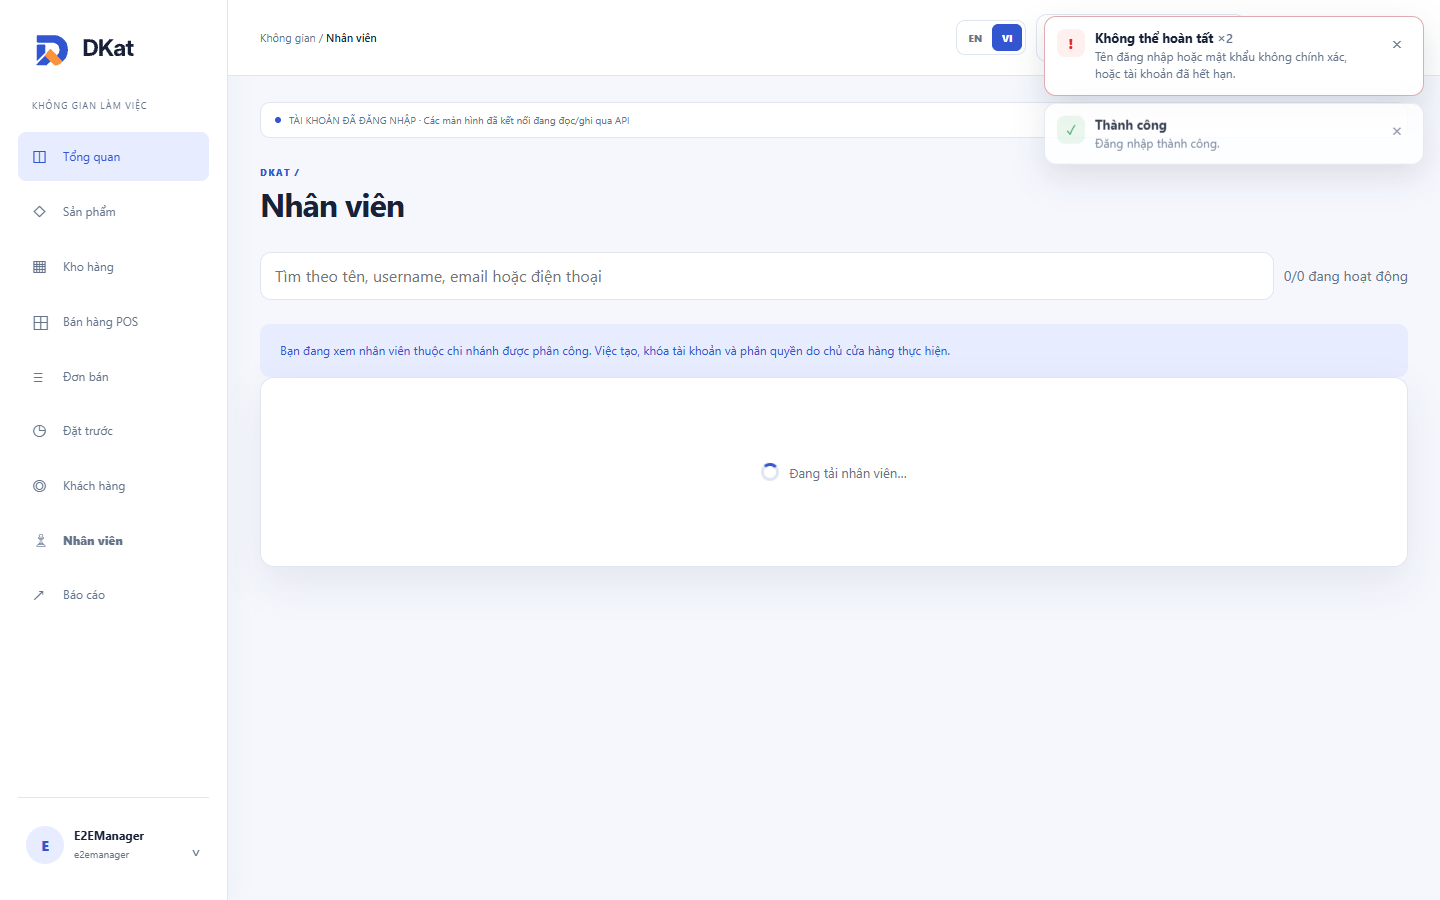 DKat
KHÔNG GIAN LÀM VIỆC
Tổng quan
Sản phẩm
Kho hàng
Bán hàng POS
Đơn bán
Đặt trước
Khách hàng
Nhân viên
Báo cáo
E
E2EManager
e2emanager
Không gian / Nhân viên
EN
VI
Không thể hoàn tất ×2
Tên đăng nhập hoặc mật khẩu không chính xác,
hoặc tài khoản đã hết hạn.
Thành công
Đăng nhập thành công.
TÀI KHOẢN ĐÃ ĐĂNG NHẬP · Các màn hình đã kết nối đang đọc/ghi qua API
DKAT /
Nhân viên
Tìm theo tên, username, email hoặc điện thoại
0/0 đang hoạt động
Bạn đang xem nhân viên thuộc chi nhánh được phân công. Việc tạo, khóa tài khoản và phân quyền do chủ cửa hàng thực hiện.
Đang tải nhân viên...